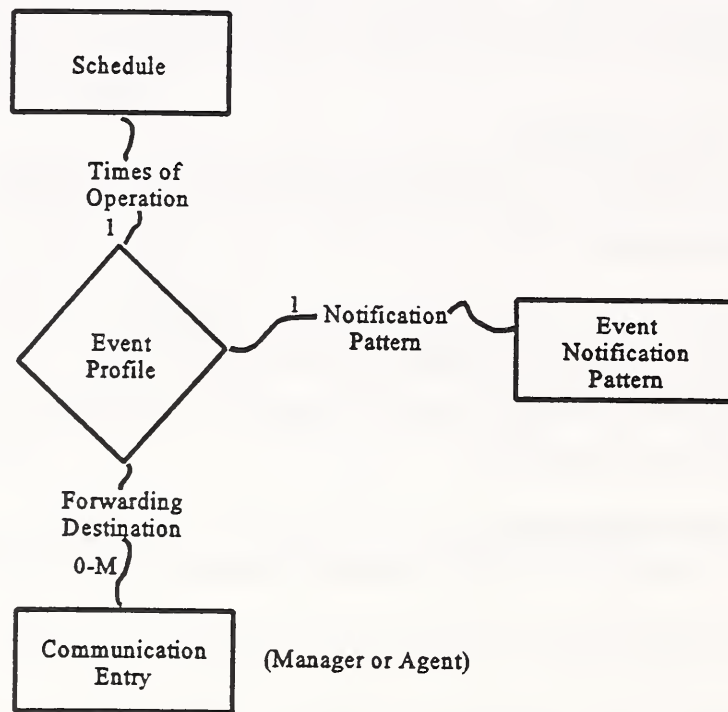 Schedule
Times of
Operation
1
Event
Profile
1
Notification
Pattern
Event
Notification
Pattern
Forwarding
Destination
0-M
Communication
Entry
(Manager or Agent)